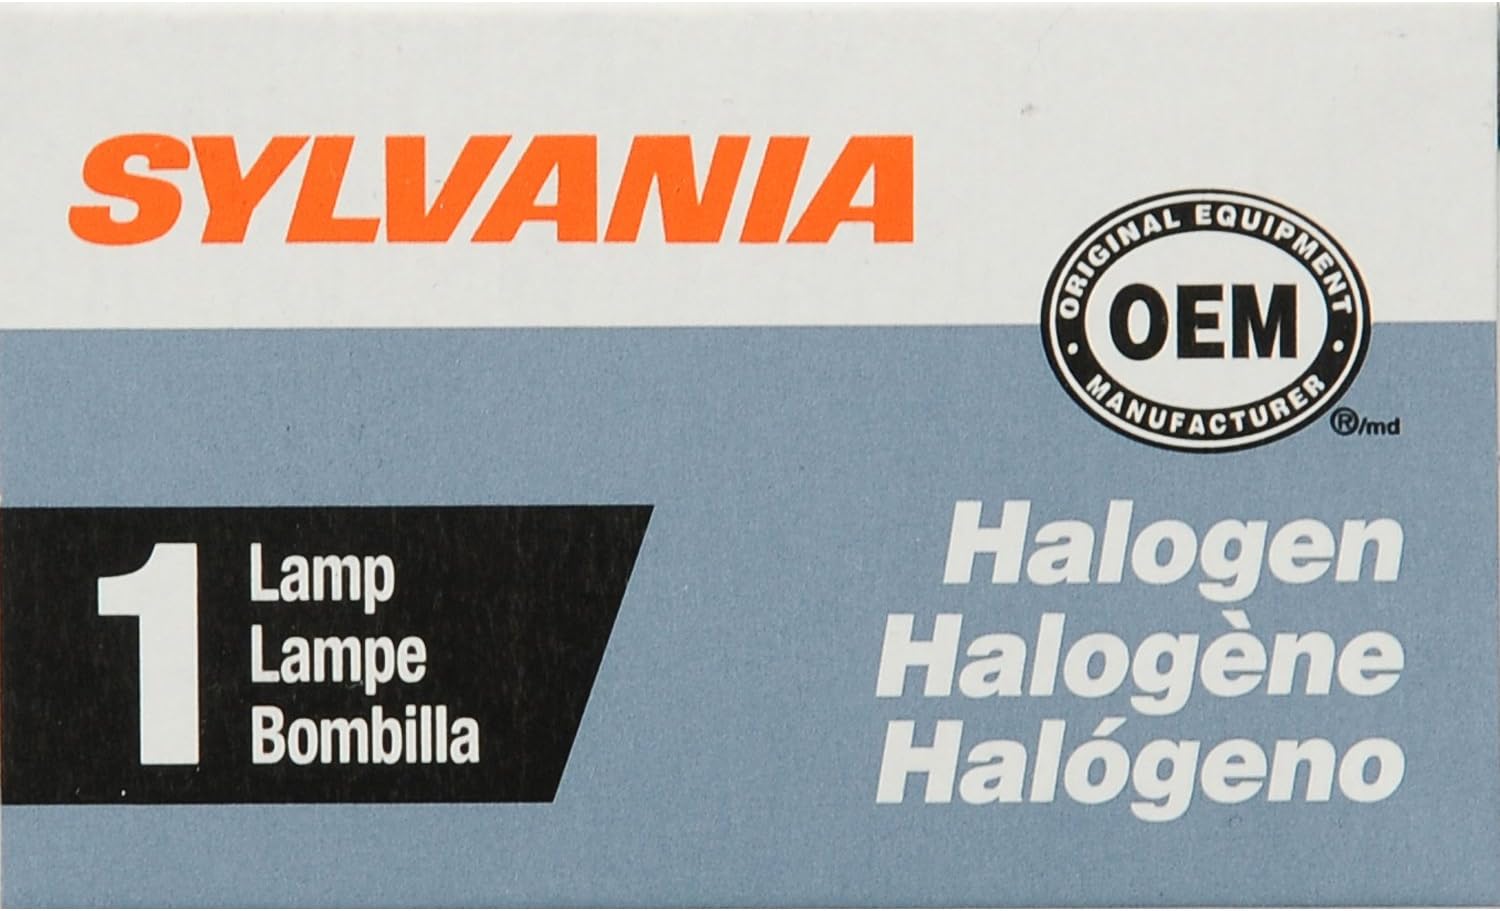 SYLVANIA
ORIGINAL EQUIPMENT
OEM
• MANUFACTURER •
®/md
1
Lamp
Lampe
Bombilla
Halogen
Halogène
Halógeno